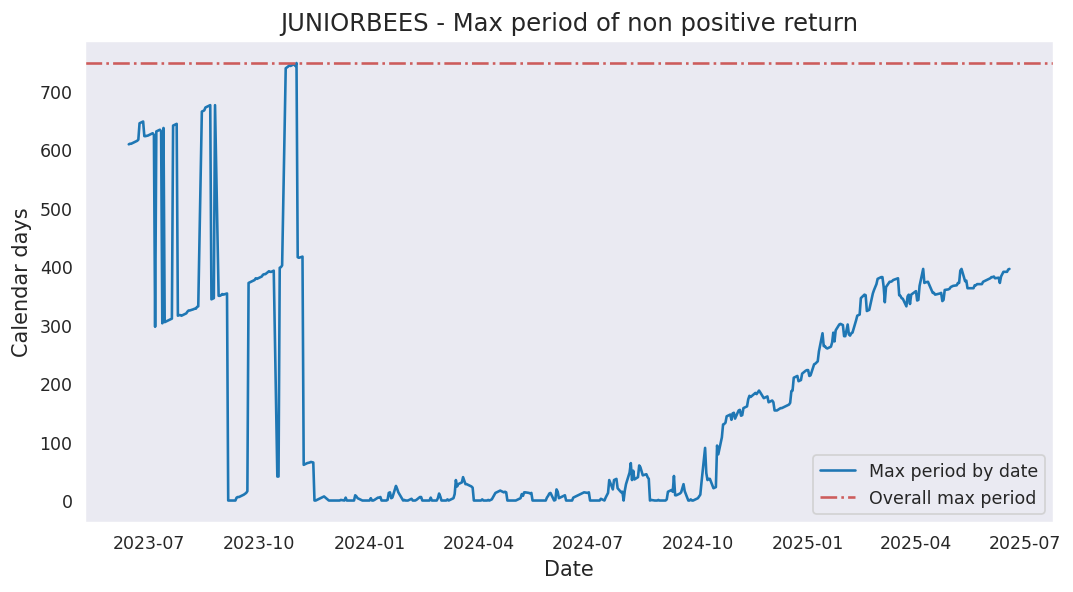 JUNIORBEES - Max period of non positive return
Calendar days
700
600
500
400
300
200
100
0
2023-07 2023-10 2024-01 2024-04 2024-07 2024-10 2025-01 2025-04 2025-07
Date
Max period by date
Overall max period